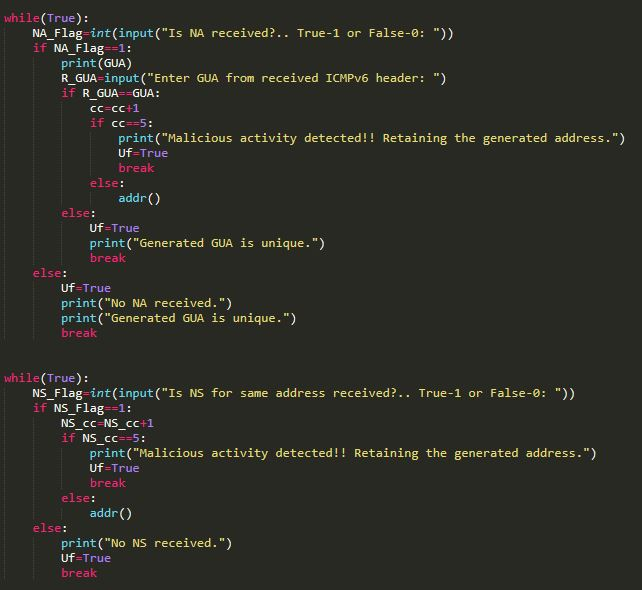 while(True):
    NA_Flag=int(input("Is NA received?.. True-1 or False-0: "))
    if NA_Flag==1:
        print(GUA)
        R_GUA=input("Enter GUA from received ICMPv6 header: ")
        if R_GUA==GUA:
            cc=cc+1
            if cc==5:
                print("Malicious activity detected!! Retaining the generated address.")
                Uf=True
                break
            else:
                addr()
        else:
            Uf=True
            print("Generated GUA is unique.")
            break
    else:
        Uf=True
        print("No NA received.")
        print("Generated GUA is unique.")
        break
while(True):
    NS_Flag=int(input("Is NS for same address received?.. True-1 or False-0: "))
    if NS_Flag==1:
        NS_cc=NS_cc+1
        if NS_cc==5:
            print("Malicious activity detected!! Retaining the generated address.")
            Uf=True
            break
        else:
            addr()
    else:
        print("No NS received.")
        Uf=True
        break